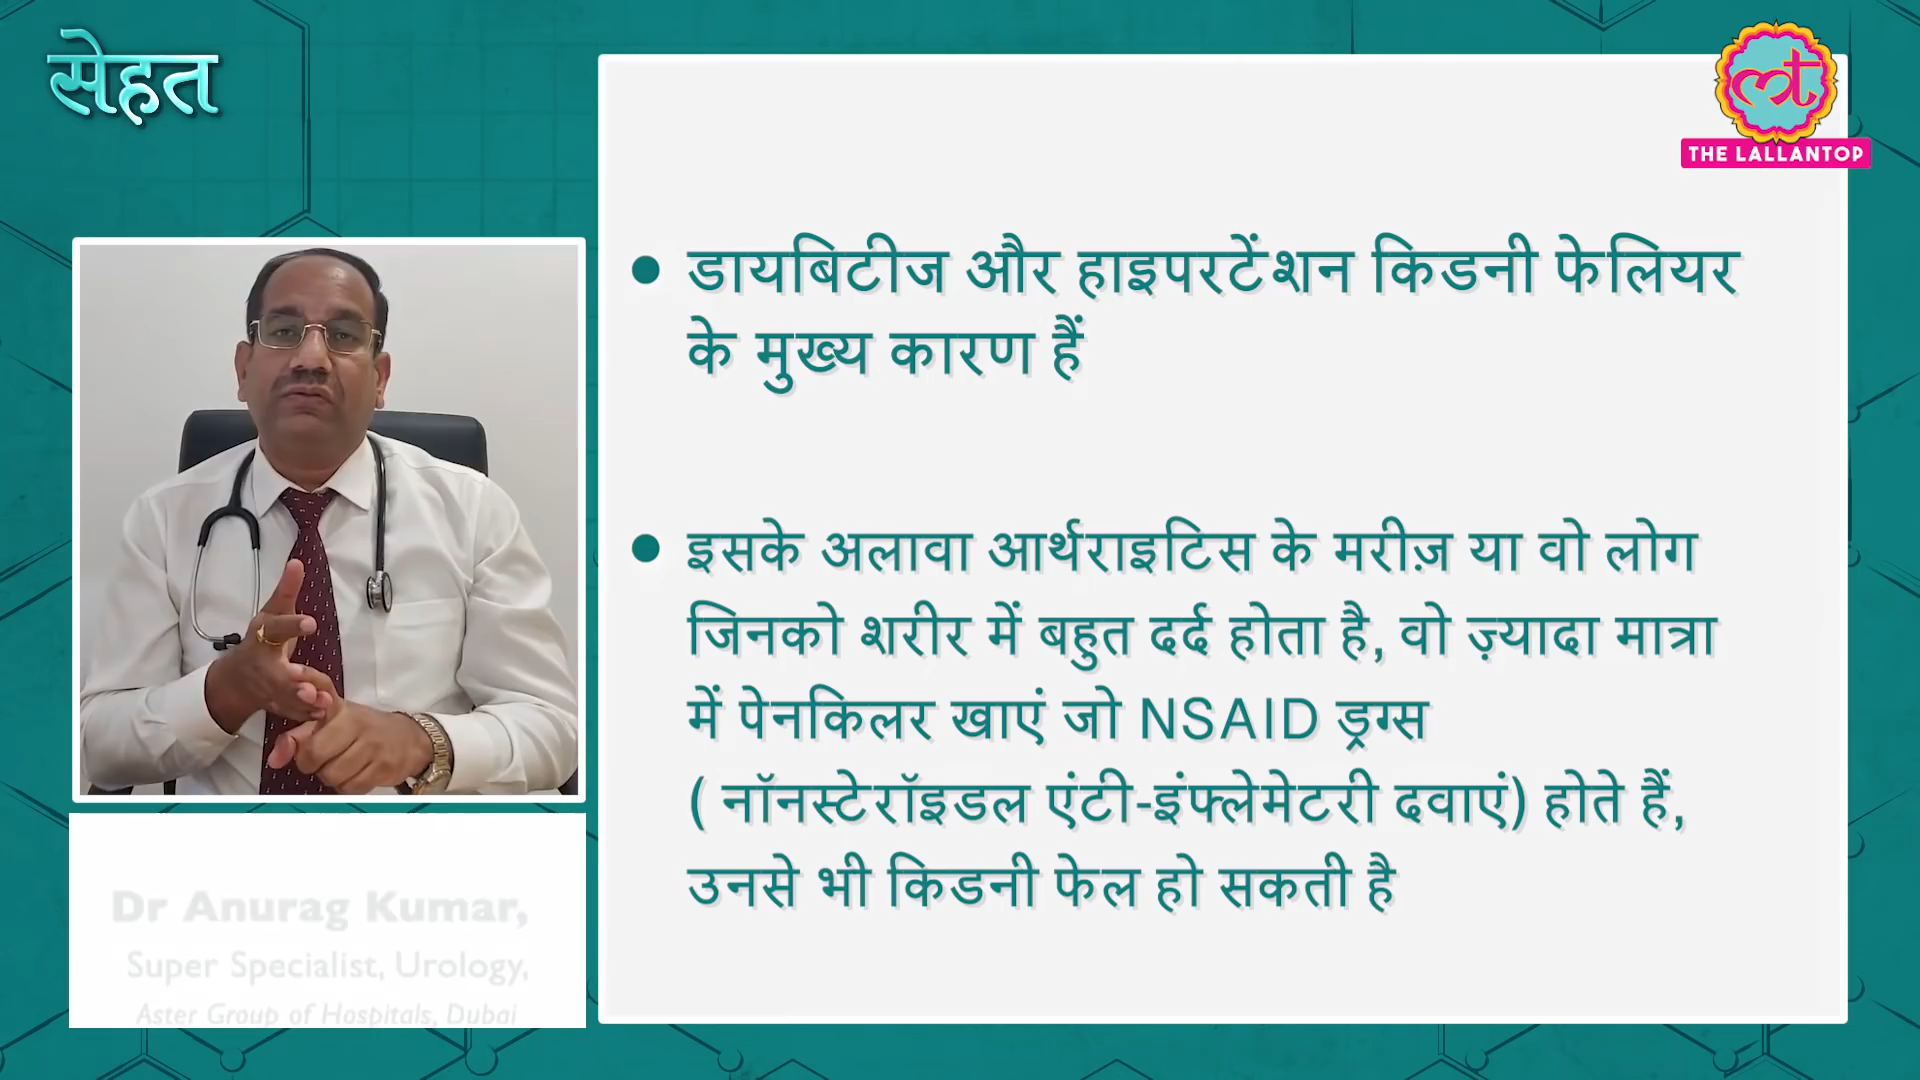 सेहत
THE LALLANTOP
• डायबिटीज और हाइपरटेंशन किडनी फेलियर
के मुख्य कारण हैं
• इसके अलावा आर्थराइटिस के मरीज़ या वो लोग
जिनको शरीर में बहुत दर्द होता है, वो ज़्यादा मात्रा
में पेनकिलर खाएं जो NSAID ड्रग्स
( नॉनस्टेरॉइडल एंटी-इंफ्लेमेटरी दवाएं) होते हैं,
उनसे भी किडनी फेल हो सकती है
Dr Anurag Kumar,
Super Specialist, Urology,
Aster Group of Hospitals, Dubai